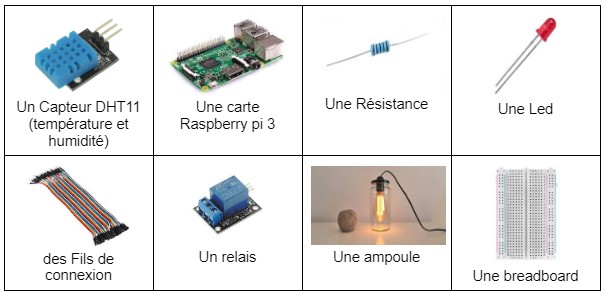 Un Capteur DHT11
(température et
humidité)
Une carte
Raspberry pi 3
Une Résistance
Une Led
des Fils de
connexion
Un relais
Une ampoule
Une breadboard